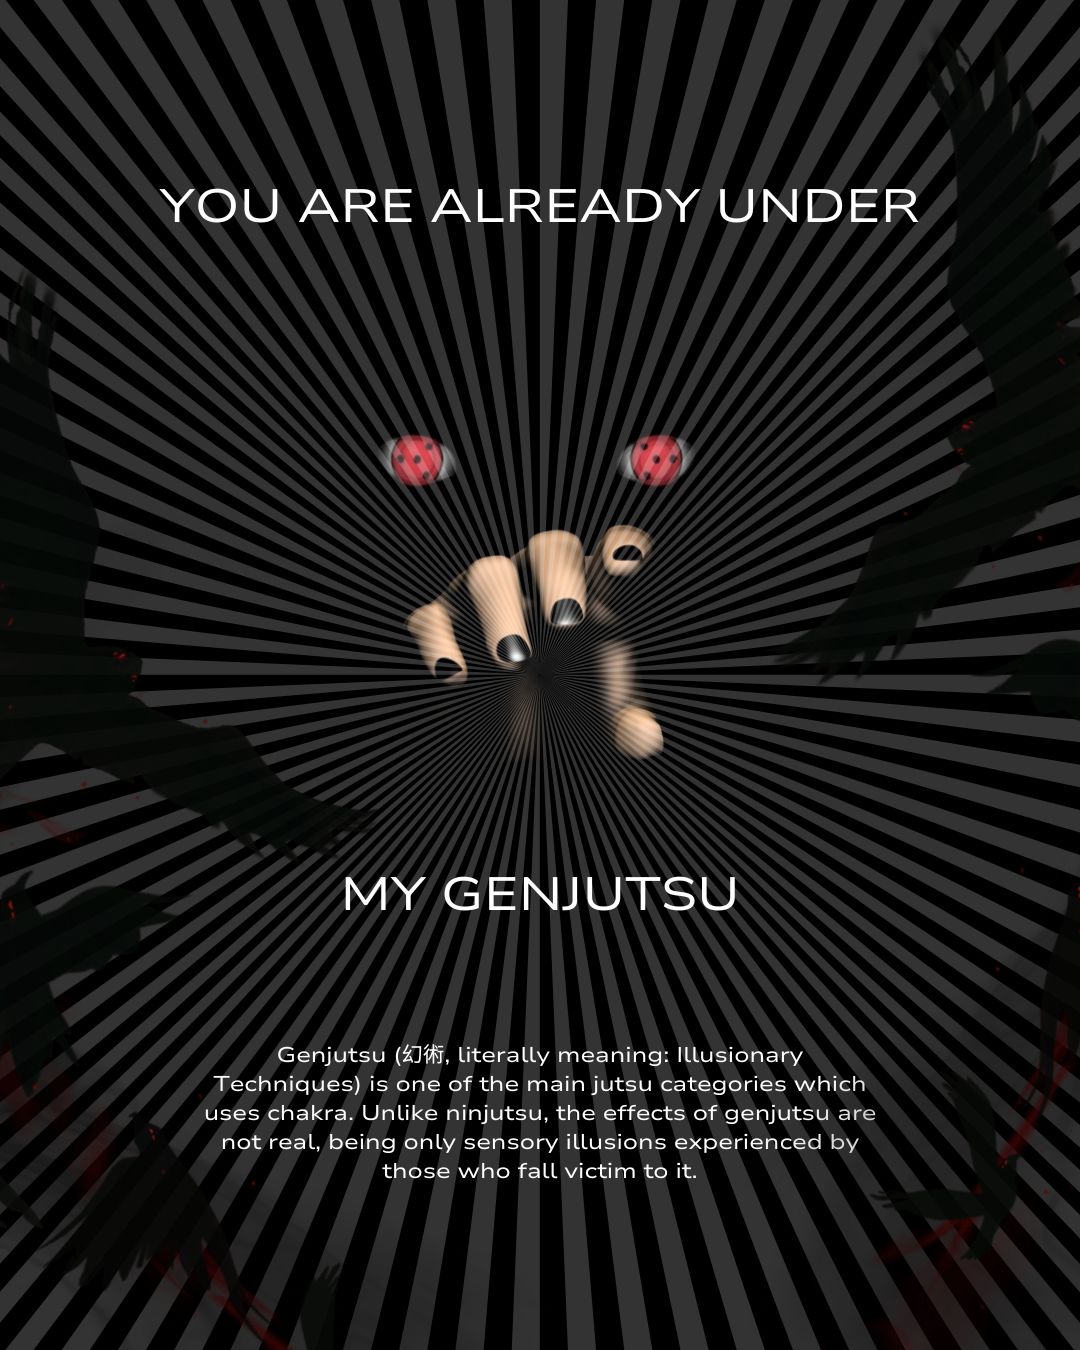 YOU ARE ALREADY UNDER
MY GENJUTSU
Genjutsu (幻術, literally meaning: Illusionary
Techniques) is one of the main jutsu categories which
uses chakra. Unlike ninjutsu, the effects of genjutsu are
not real, being only sensory illusions experienced by
those who fall victim to it.